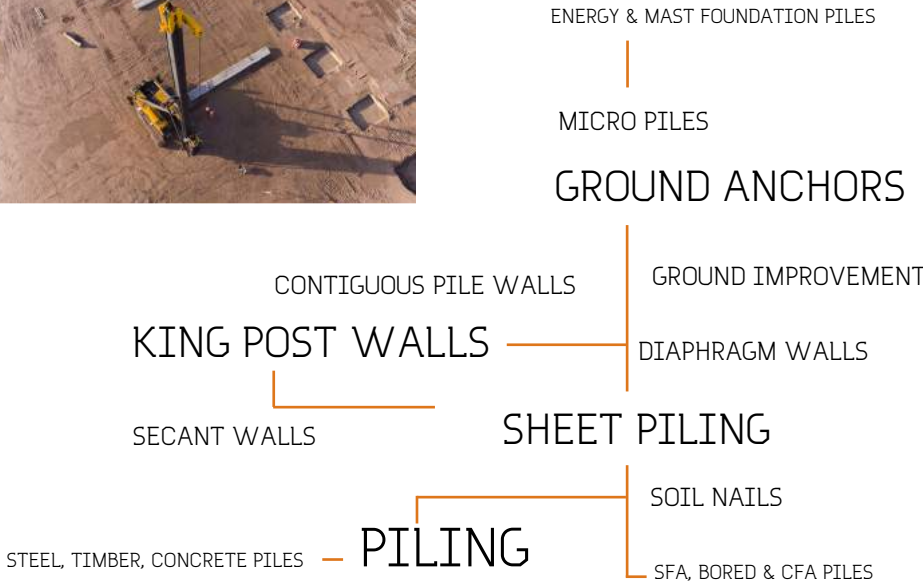 ENERGY & MAST FOUNDATION PILES
MICRO PILES
GROUND ANCHORS
CONTIGUOUS PILE WALLS
GROUND IMPROVEMENT
KING POST WALLS
DIAPHRAGM WALLS
SECANT WALLS
SHEET PILING
SOIL NAILS
PILING
STEEL, TIMBER, CONCRETE PILES
SFA, BORED & CFA PILES